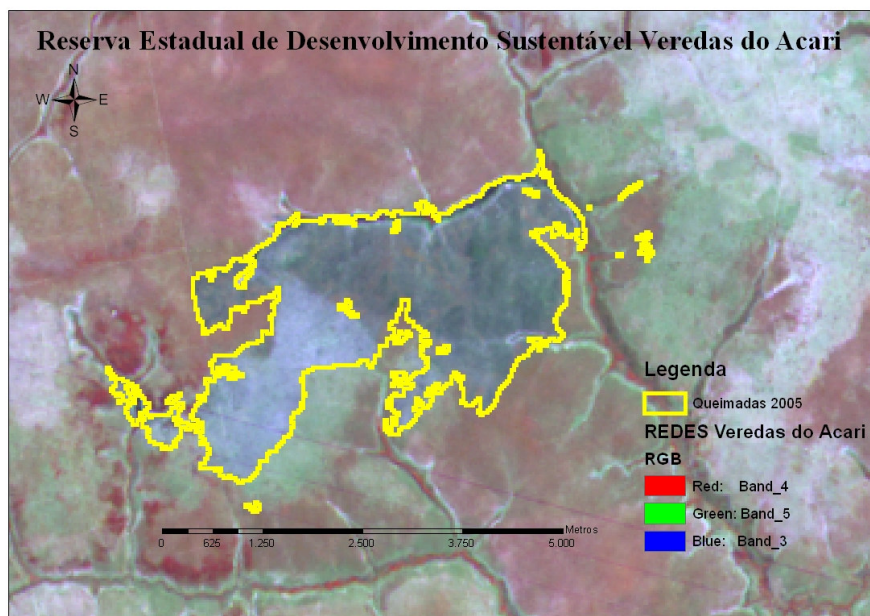 Reserva Estadual de Desenvolvimento Sustentável Veredas do Acari
N
W E
S
Legenda
Queimadas 2005
REDES Veredas do Acari
RGB
Red: Band_4
Green: Band_5
Blue: Band_3
Metros
0 625 1.250 2.500 3.750 5.000